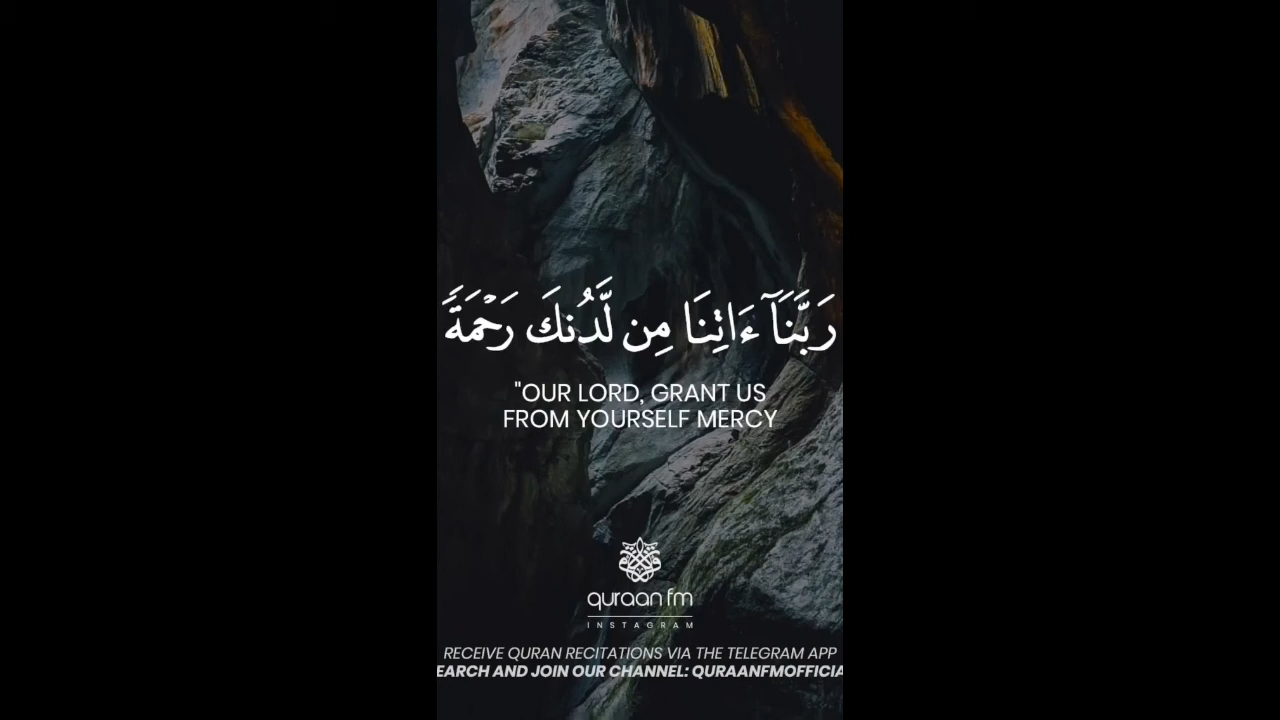 رَبَّنَآ ءَاتِنَا مِن لَّدُنكَ رَحْمَةً
"OUR LORD, GRANT US
FROM YOURSELF MERCY
quraan fm
INSTAGRAM
RECEIVE QURAN RECITATIONS VIA THE TELEGRAM APP
EARCH AND JOIN OUR CHANNEL: QURAANFMOFFICIA